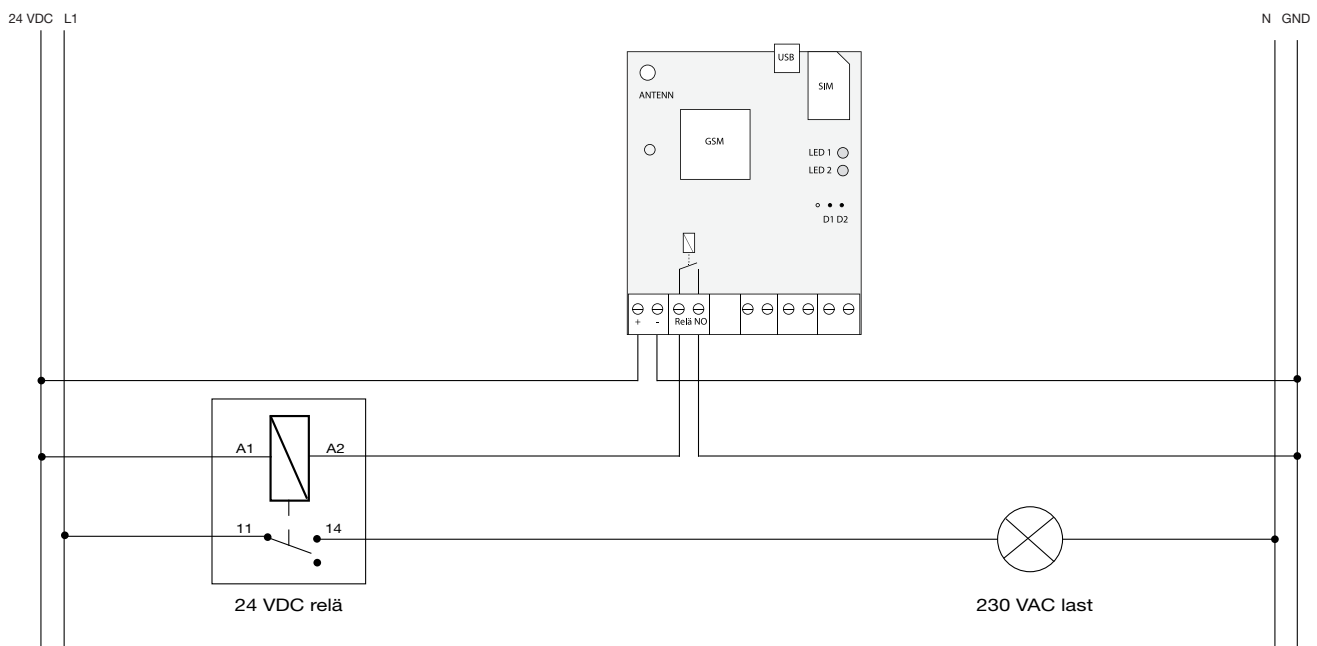 24 VDC L1
N GND
USB
SIM
ANTENN
GSM
LED 1
LED 2
D1 D2
+ - Relä NO
A1 A2
11 14
24 VDC relä
230 VAC last